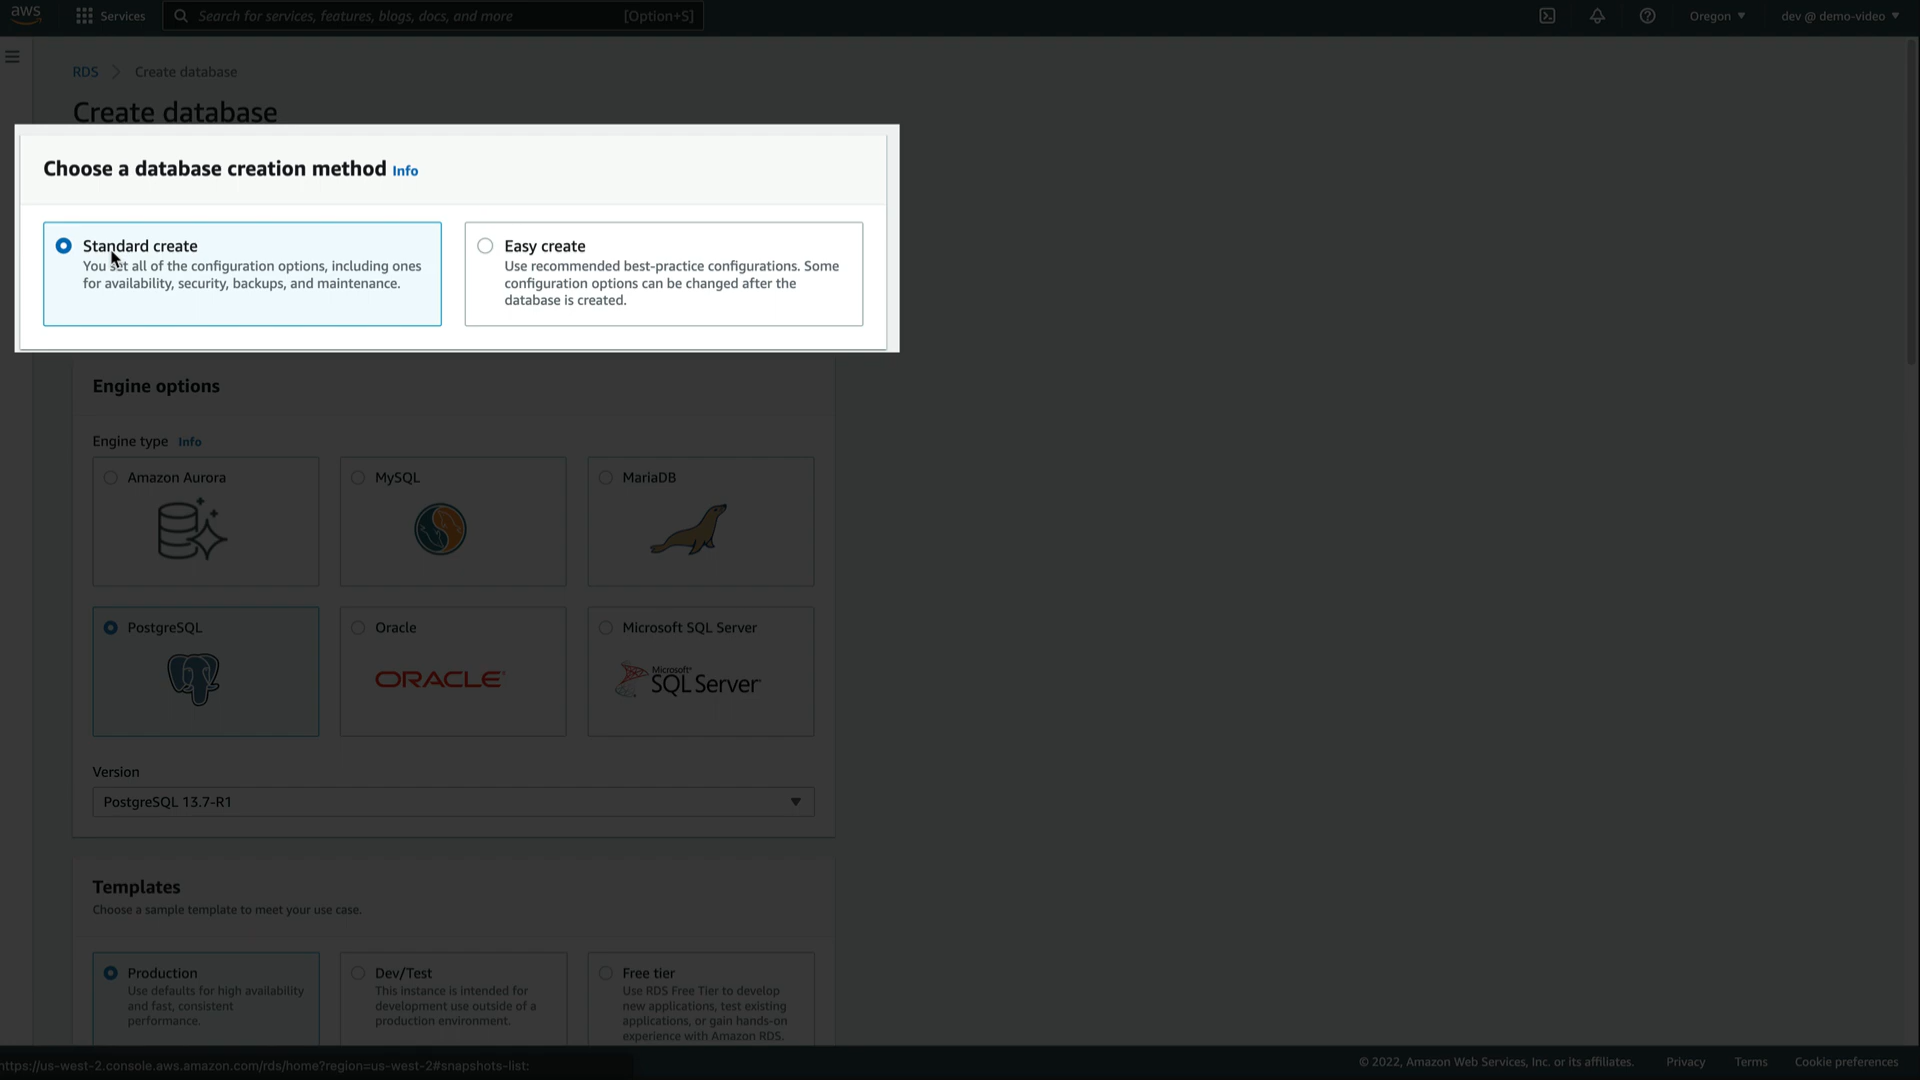 aws
Services
Search for services, features, blogs, docs, and more
[Option+S]
Oregon
dev @ demo-video
RDS
Create database
Create database
Choose a database creation method Info
Standard create
You set all of the configuration options, including ones
for availability, security, backups, and maintenance.
Easy create
Use recommended best-practice configurations. Some
configuration options can be changed after the
database is created.
Engine options
Engine type Info
Amazon Aurora
MySQL
MariaDB
PostgreSQL
Oracle
ORACLE
Microsoft SQL Server
Microsoft
SQL Server
Version
PostgreSQL 13.7-R1
Templates
Choose a sample template to meet your use case.
Production
Use defaults for high availability
and fast, consistent
performance.
Dev/Test
This instance is intended for
development use outside of a
production environment.
Free tier
Use RDS Free Tier to develop
new applications, test existing
applications, or gain hands-on
experience with Amazon RDS.
https://us-west-2.console.aws.amazon.com/rds/home?region=us-west-2#snapshots-list:
© 2022, Amazon Web Services, Inc. or its affiliates.
Privacy
Terms
Cookie preferences